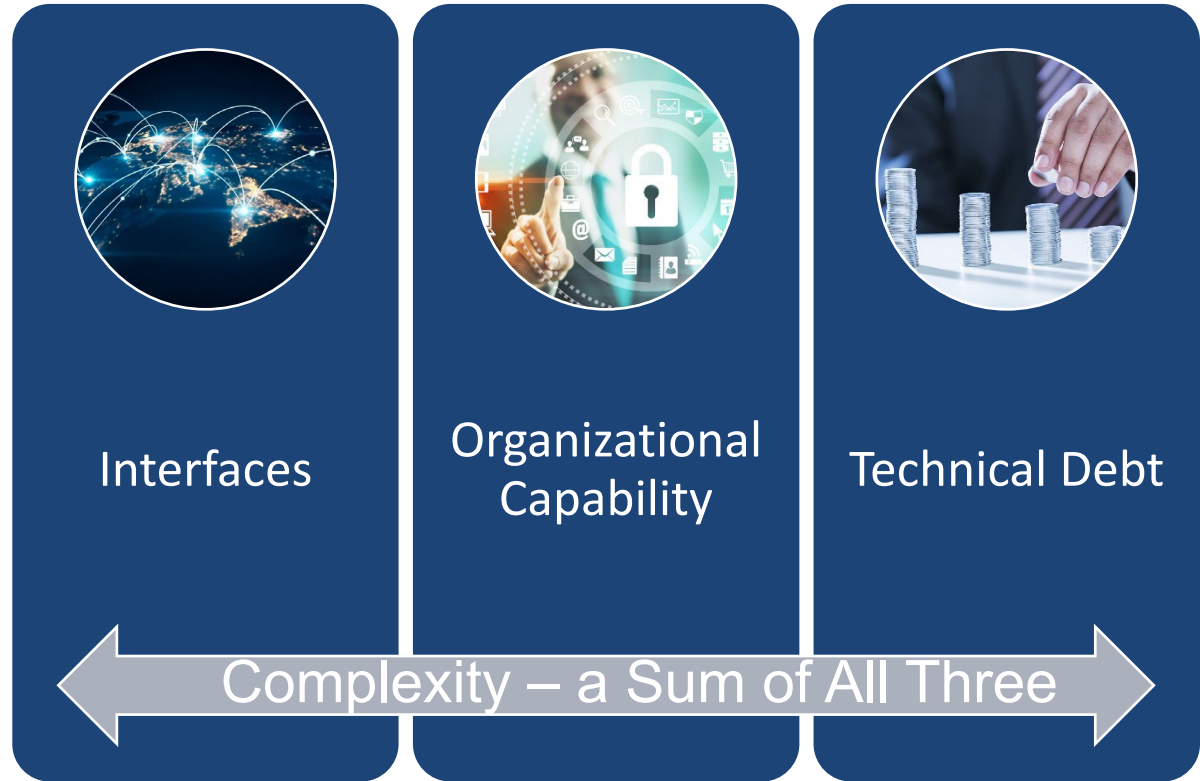 Interfaces
Organizational
Capability
Technical Debt
Complexity – a Sum of All Three